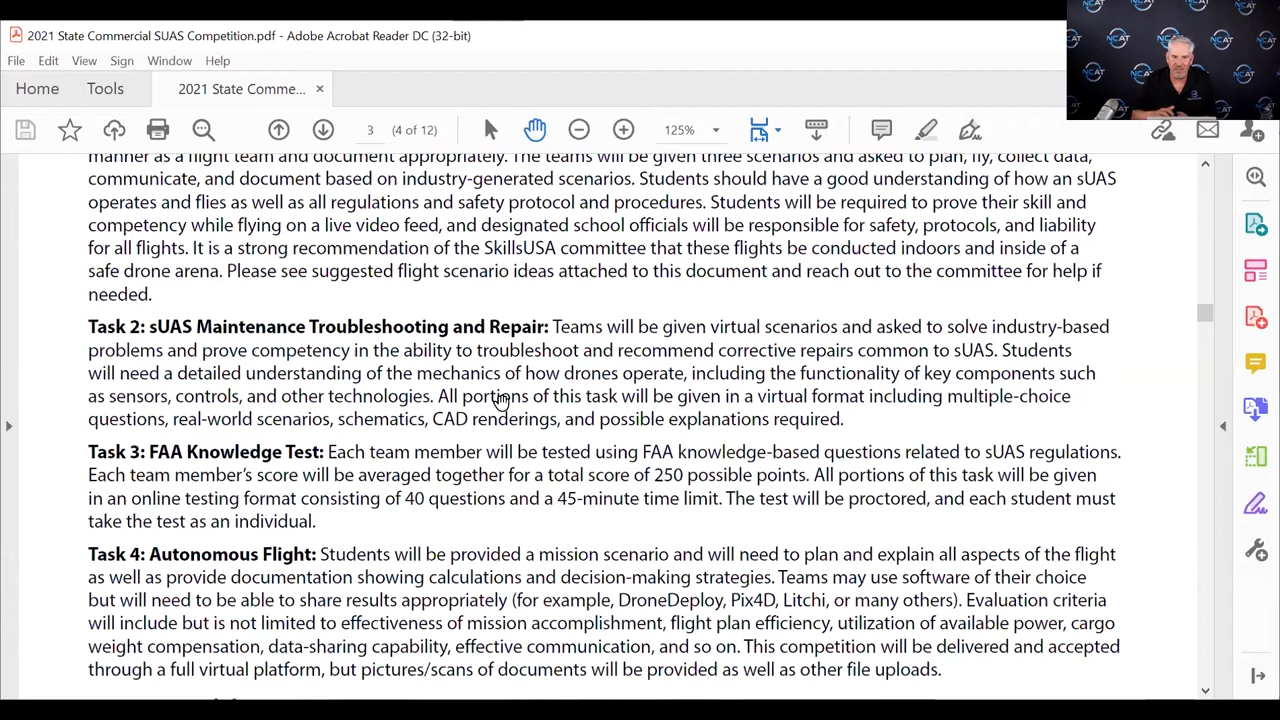 2021 State Commercial SUAS Competition.pdf - Adobe Acrobat Reader DC (32-bit)
File Edit View Sign Window Help
Home Tools 2021 State Comme... ×
3 (4 of 12) 125%
manner as a flight team and document appropriately. The teams will be given three scenarios and asked to plan, fly, collect data,
communicate, and document based on industry-generated scenarios. Students should have a good understanding of how an sUAS
operates and flies as well as all regulations and safety protocol and procedures. Students will be required to prove their skill and
competency while flying on a live video feed, and designated school officials will be responsible for safety, protocols, and liability
for all flights. It is a strong recommendation of the SkillsUSA committee that these flights be conducted indoors and inside of a
safe drone arena. Please see suggested flight scenario ideas attached to this document and reach out to the committee for help if
needed.
Task 2: sUAS Maintenance Troubleshooting and Repair: Teams will be given virtual scenarios and asked to solve industry-based
problems and prove competency in the ability to troubleshoot and recommend corrective repairs common to sUAS. Students
will need a detailed understanding of the mechanics of how drones operate, including the functionality of key components such
as sensors, controls, and other technologies. All portions of this task will be given in a virtual format including multiple-choice
questions, real-world scenarios, schematics, CAD renderings, and possible explanations required.
Task 3: FAA Knowledge Test: Each team member will be tested using FAA knowledge-based questions related to sUAS regulations.
Each team member's score will be averaged together for a total score of 250 possible points. All portions of this task will be given
in an online testing format consisting of 40 questions and a 45-minute time limit. The test will be proctored, and each student must
take the test as an individual.
Task 4: Autonomous Flight: Students will be provided a mission scenario and will need to plan and explain all aspects of the flight
as well as provide documentation showing calculations and decision-making strategies. Teams may use software of their choice
but will need to be able to share results appropriately (for example, DroneDeploy, Pix4D, Litchi, or many others). Evaluation criteria
will include but is not limited to effectiveness of mission accomplishment, flight plan efficiency, utilization of available power, cargo
weight compensation, data-sharing capability, effective communication, and so on. This competition will be delivered and accepted
through a full virtual platform, but pictures/scans of documents will be provided as well as other file uploads.
NCAT